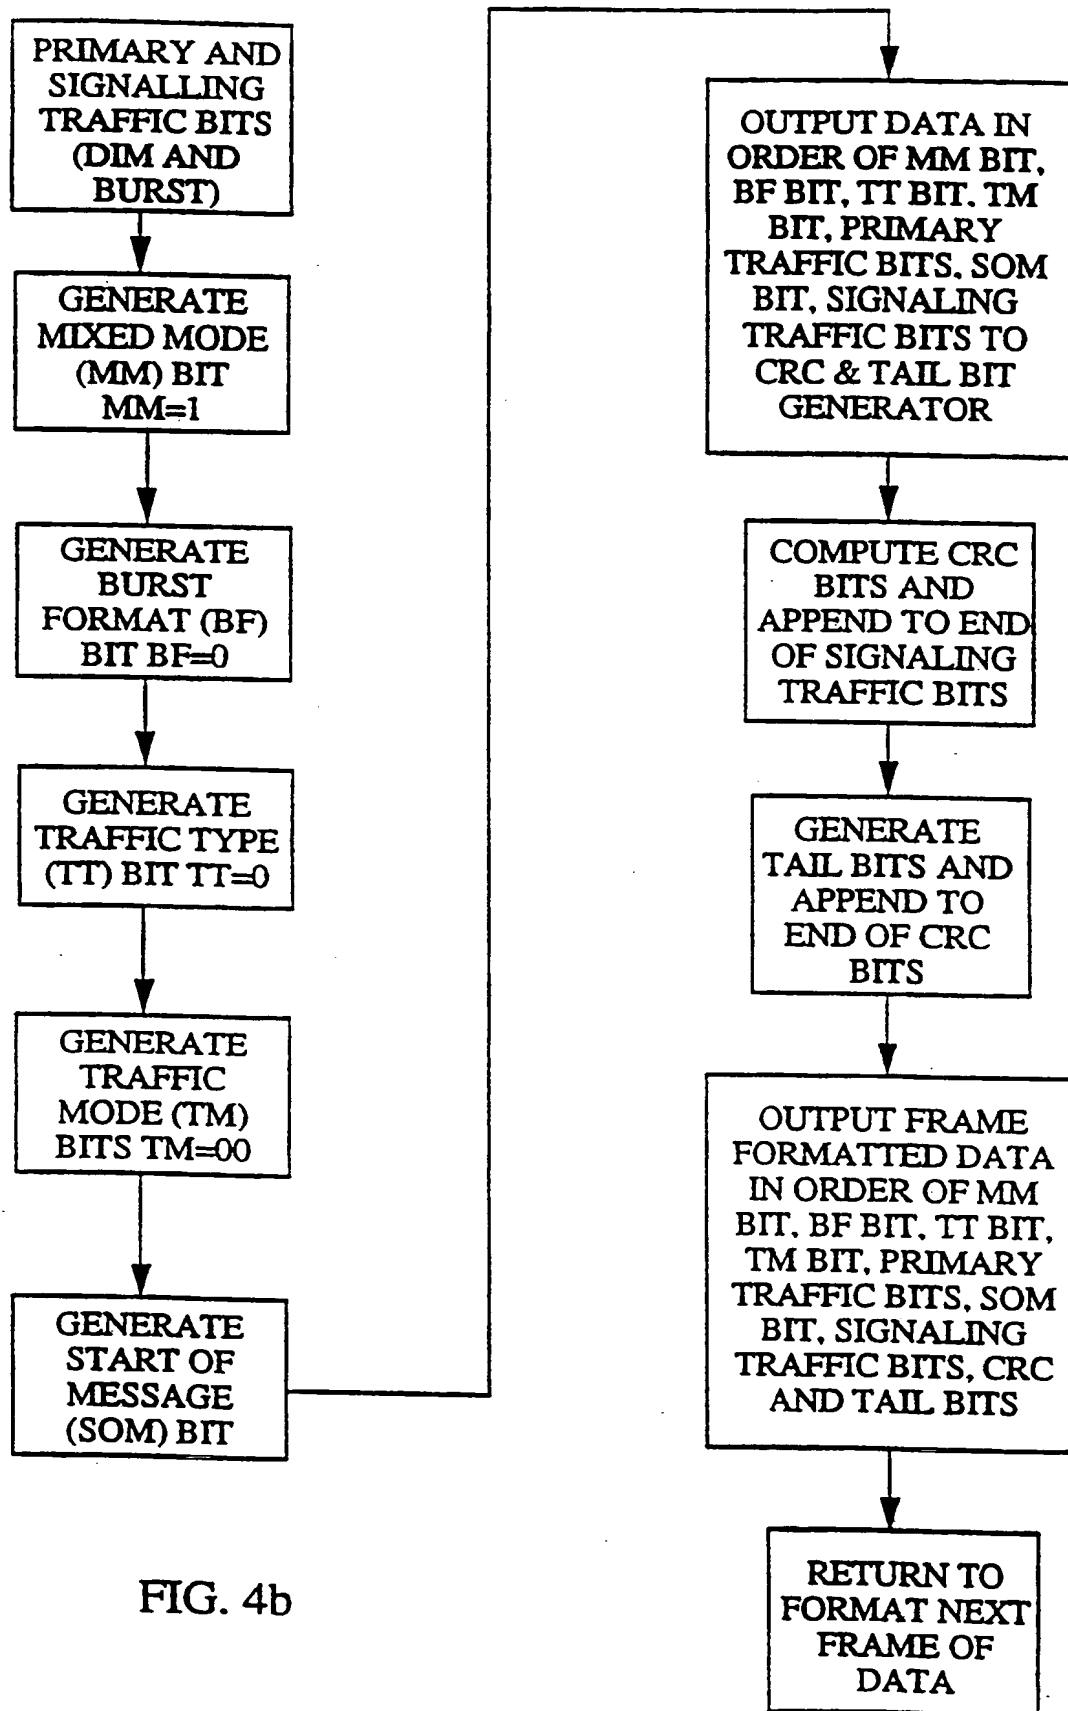 PRIMARY AND
SIGNALLING
TRAFFIC BITS
(DIM AND
BURST)
GENERATE
MIXED MODE
(MM) BIT
MM=1
GENERATE
BURST
FORMAT (BF)
BIT BF=0
GENERATE
TRAFFIC TYPE
(TT) BIT TT=0
GENERATE
TRAFFIC
MODE (TM)
BITS TM=00
GENERATE
START OF
MESSAGE
(SOM) BIT
OUTPUT DATA IN
ORDER OF MM BIT,
BF BIT, TT BIT. TM
BIT, PRIMARY
TRAFFIC BITS, SOM
BIT, SIGNALING
TRAFFIC BITS TO
CRC & TAIL BIT
GENERATOR
COMPUTE CRC
BITS AND
APPEND TO END
OF SIGNALING
TRAFFIC BITS
GENERATE
TAIL BITS AND
APPEND TO
END OF CRC
BITS
OUTPUT FRAME
FORMATTED DATA
IN ORDER OF MM
BIT, BF BIT, TT BIT,
TM BIT, PRIMARY
TRAFFIC BITS, SOM
BIT, SIGNALING
TRAFFIC BITS, CRC
AND TAIL BITS
RETURN TO
FORMAT NEXT
FRAME OF
DATA
FIG. 4b